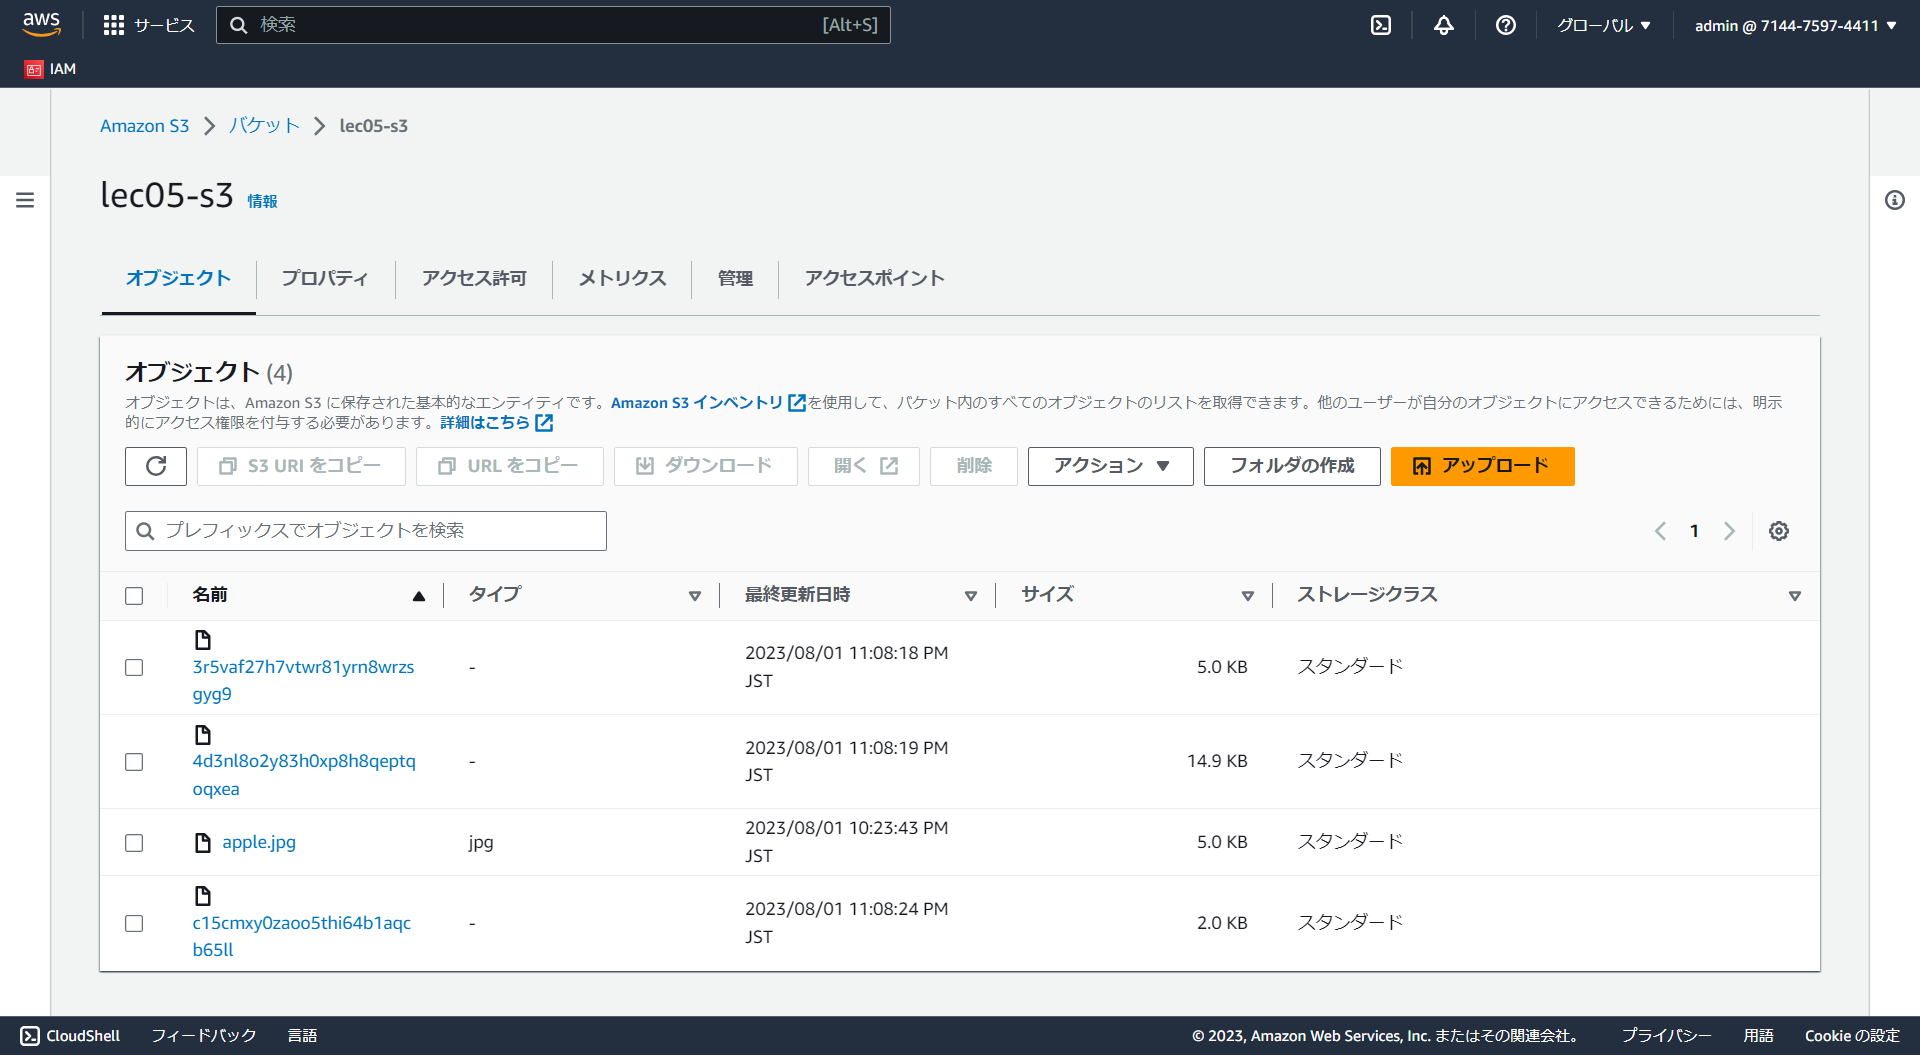 aws
サービス
検索
[Alt+S]
グローバル
admin @ 7144-7597-4411
IAM
Amazon S3
バケット
lec05-s3
lec05-s3
情報
オブジェクト
プロパティ
アクセス許可
メトリクス
管理
アクセスポイント
オブジェクト (4)
オブジェクトは、Amazon S3 に保存された基本的なエンティティです。Amazon S3 インベントリを使用して、バケット内のすべてのオブジェクトのリストを取得できます。他のユーザーが自分のオブジェクトにアクセスできるためには、明示
的にアクセス権限を付与する必要があります。詳細はこちら
S3 URI をコピー
URL をコピー
ダウンロード
開く
削除
アクション
フォルダの作成
アップロード
プレフィックスでオブジェクトを検索
1
名前
タイプ
最終更新日時
サイズ
ストレージクラス
3r5vaf27h7vtwr81yrn8wrzs
gyg9
-
2023/08/01 11:08:18 PM
JST
5.0 KB
スタンダード
4d3nl8o2y83h0xp8h8qeptq
oqxea
-
2023/08/01 11:08:19 PM
JST
14.9 KB
スタンダード
apple.jpg
jpg
2023/08/01 10:23:43 PM
JST
5.0 KB
スタンダード
c15cmxy0zaoo5thi64b1aqc
b65ll
-
2023/08/01 11:08:24 PM
JST
2.0 KB
スタンダード
CloudShell
フィードバック
言語
© 2023, Amazon Web Services, Inc. またはその関連会社。
プライバシー
用語
Cookie の設定